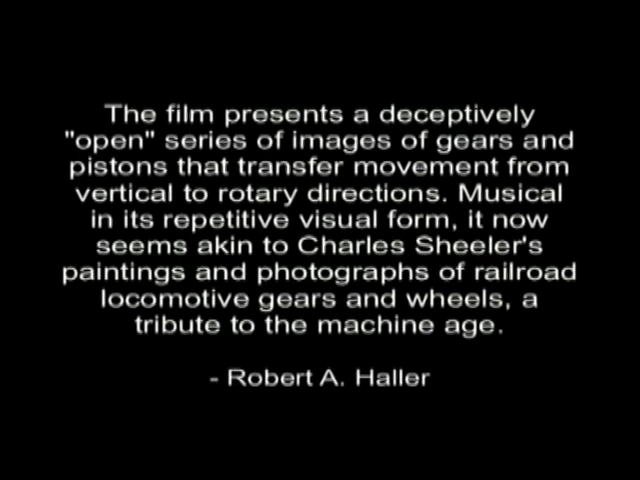 The film presents a deceptively
"open" series of images of gears and
pistons that transfer movement from
vertical to rotary directions. Musical
in its repetitive visual form, it now
seems akin to Charles Sheeler's
paintings and photographs of railroad
locomotive gears and wheels, a
tribute to the machine age.
- Robert A. Haller